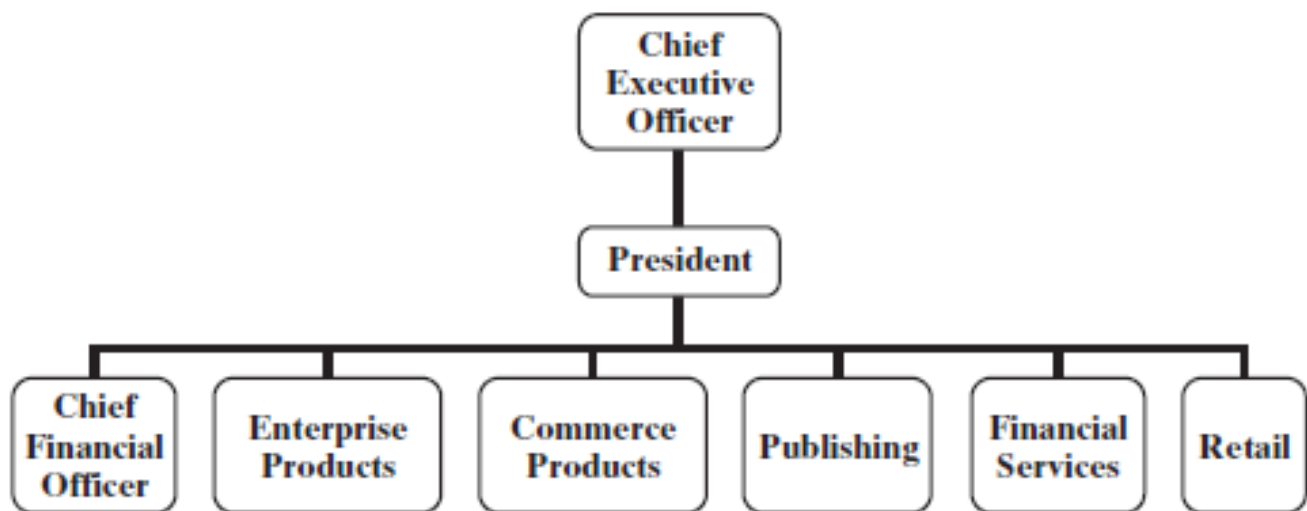 Chief
Executive
Officer
President
Chief
Financial
Officer
Enterprise
Products
Commerce
Products
Publishing
Financial
Services
Retail